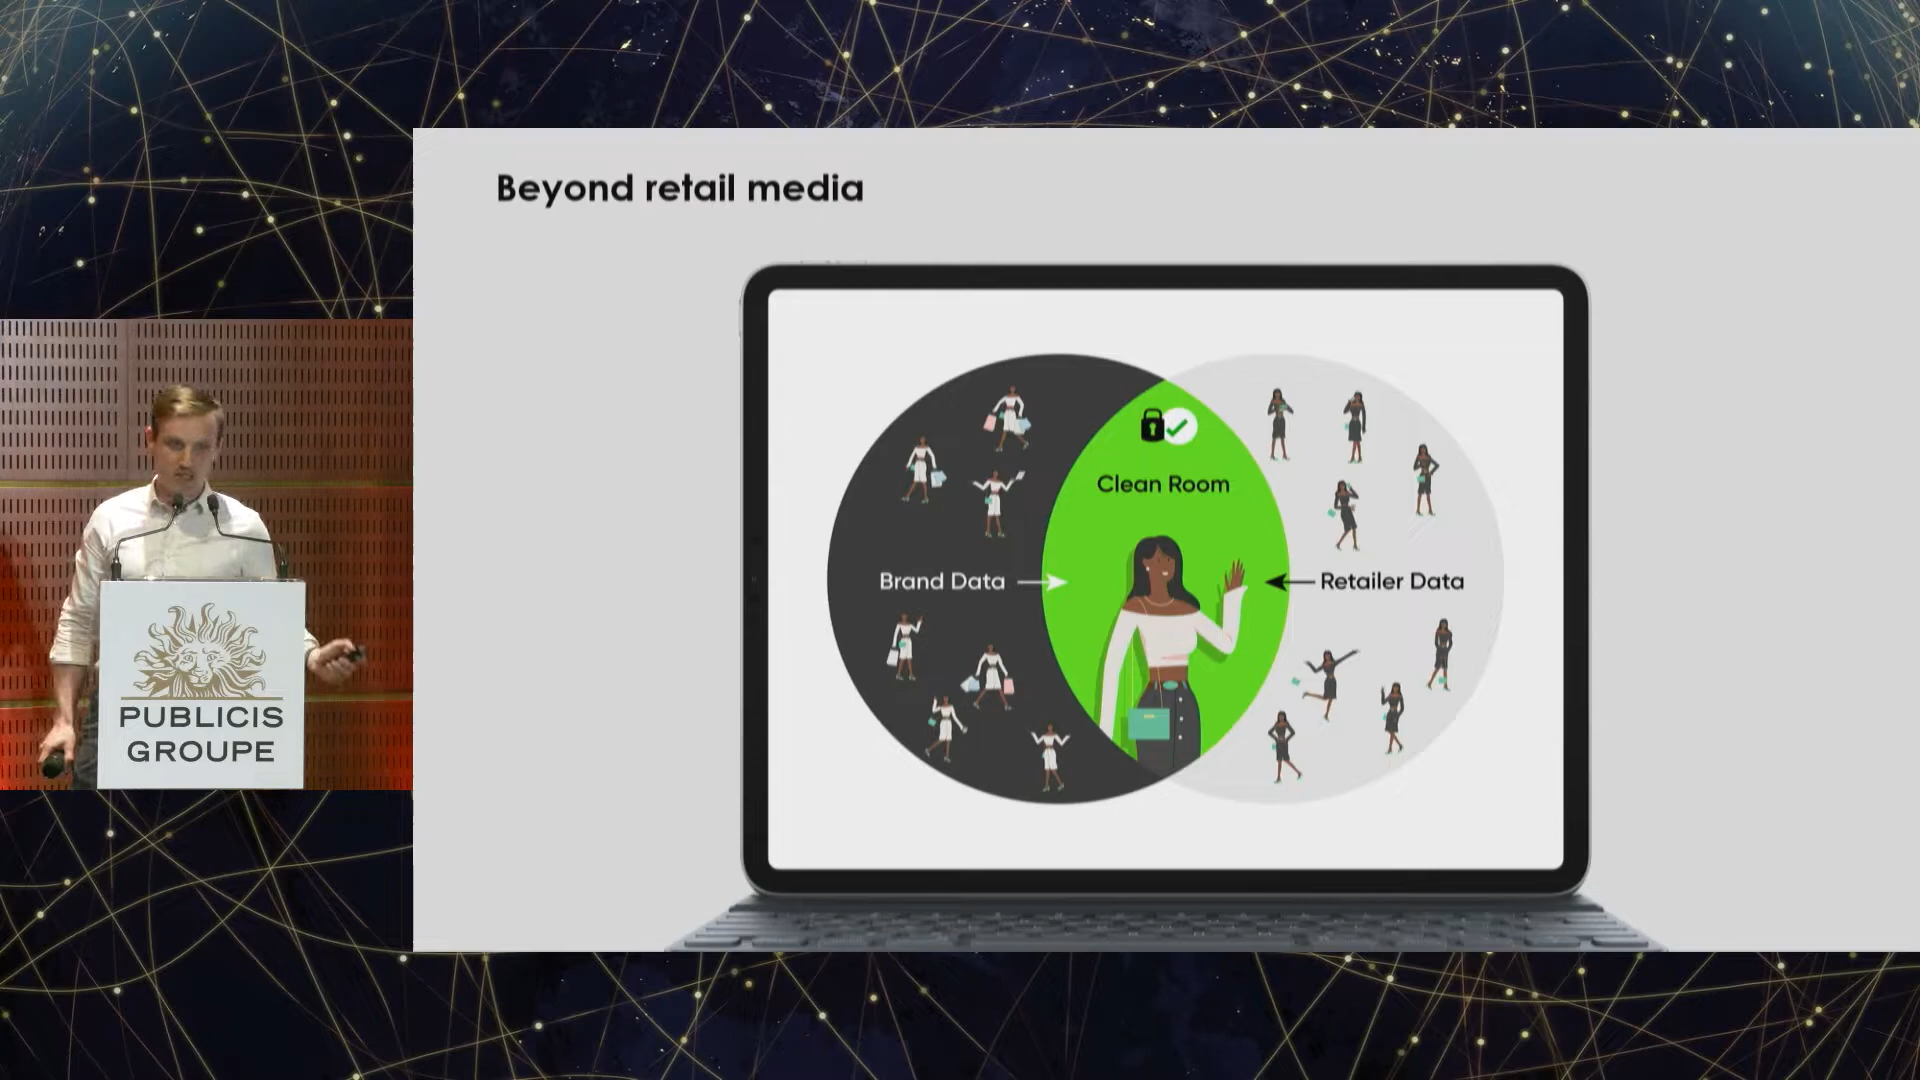 Beyond retail media
Clean Room
Brand Data
Retailer Data
PUBLICIS
GROUPE